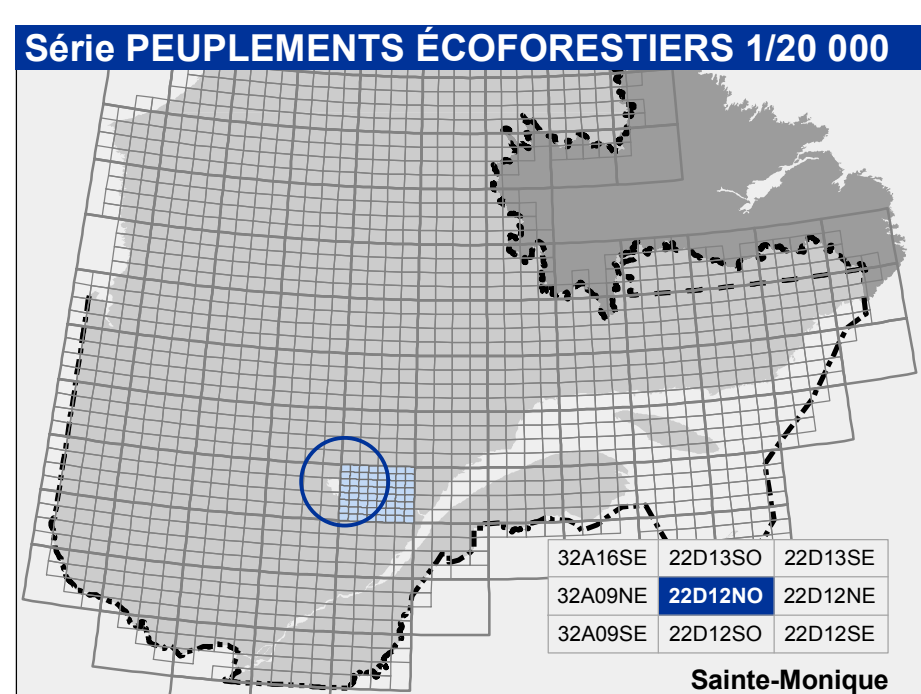 Série PEUPLEMENTS ÉCOFORESTIERS 1/20 000
32A16SE 22D13SO 22D13SE
32A09NE 22D12NO 22D12NE
32A09SE 22D12SO 22D12SE
Sainte-Monique